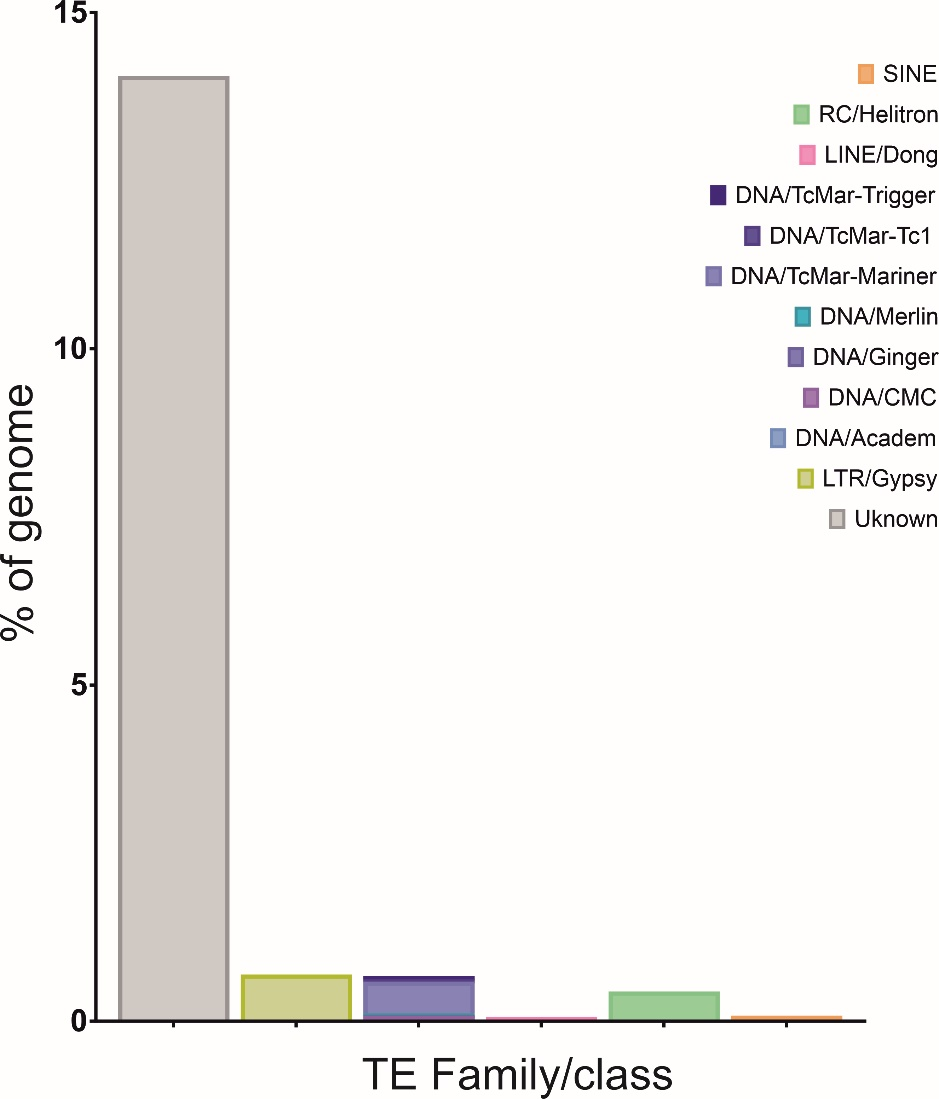 15
10
5
0
% of genome
TE Family/class
SINE
RC/Helitron
LINE/Dong
DNA/TcMar-Trigger
DNA/TcMar-Tc1
DNA/TcMar-Mariner
DNA/Merlin
DNA/Ginger
DNA/CMC
DNA/Academ
LTR/Gypsy
Uknown